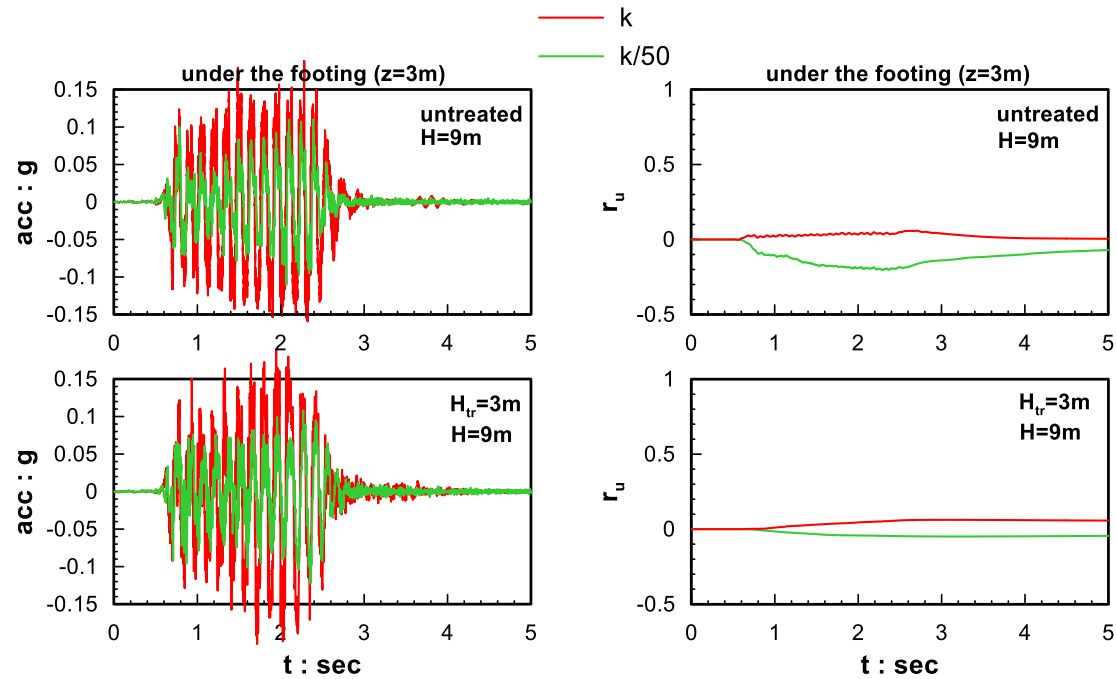 k
k/50
under the footing (z=3m)
under the footing (z=3m)
0.15
0.1
0.05
0
-0.05
-0.1
-0.15
acc : g
untreated
H=9m
0 1 2 3 4 5
1
0.5
0
-0.5
r_u
untreated
H=9m
0 1 2 3 4 5
0.15
0.1
0.05
0
-0.05
-0.1
-0.15
acc : g
H_tr=3m
H=9m
0 1 2 3 4 5
t : sec
1
0.5
0
-0.5
r_u
H_tr=3m
H=9m
0 1 2 3 4 5
t : sec